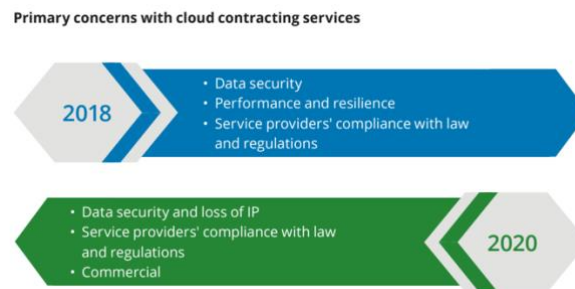 Primary concerns with cloud contracting services
2018
• Data security
• Performance and resilience
• Service providers' compliance with law
and regulations
• Data security and loss of IP
• Service providers' compliance with law
and regulations
• Commercial
2020